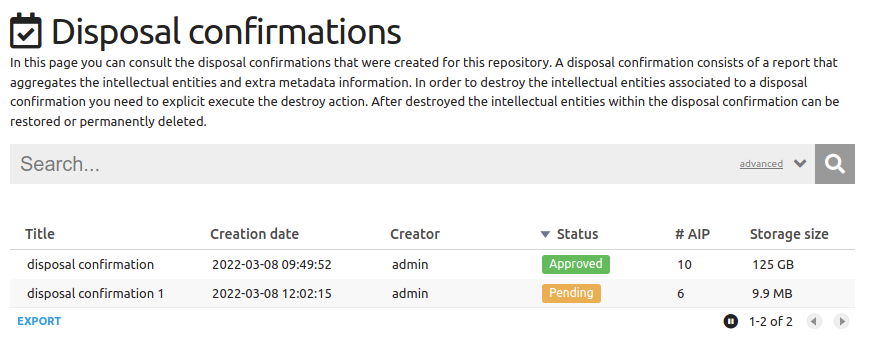 Disposal confirmations
In this page you can consult the disposal confirmations that were created for this repository. A disposal confirmation consists of a report that
aggregates the intellectual entities and extra metadata information. In order to destroy the intellectual entities associated to a disposal
confirmation you need to explicit execute the destroy action. After destroyed the intellectual entities within the disposal confirmation can be
restored or permanently deleted.
Search... advanced
Title Creation date Creator Status # AIP Storage size
disposal confirmation 2022-03-08 09:49:52 admin Approved 10 125 GB
disposal confirmation 1 2022-03-08 12:02:15 admin Pending 6 9.9 MB
EXPORT 1-2 of 2